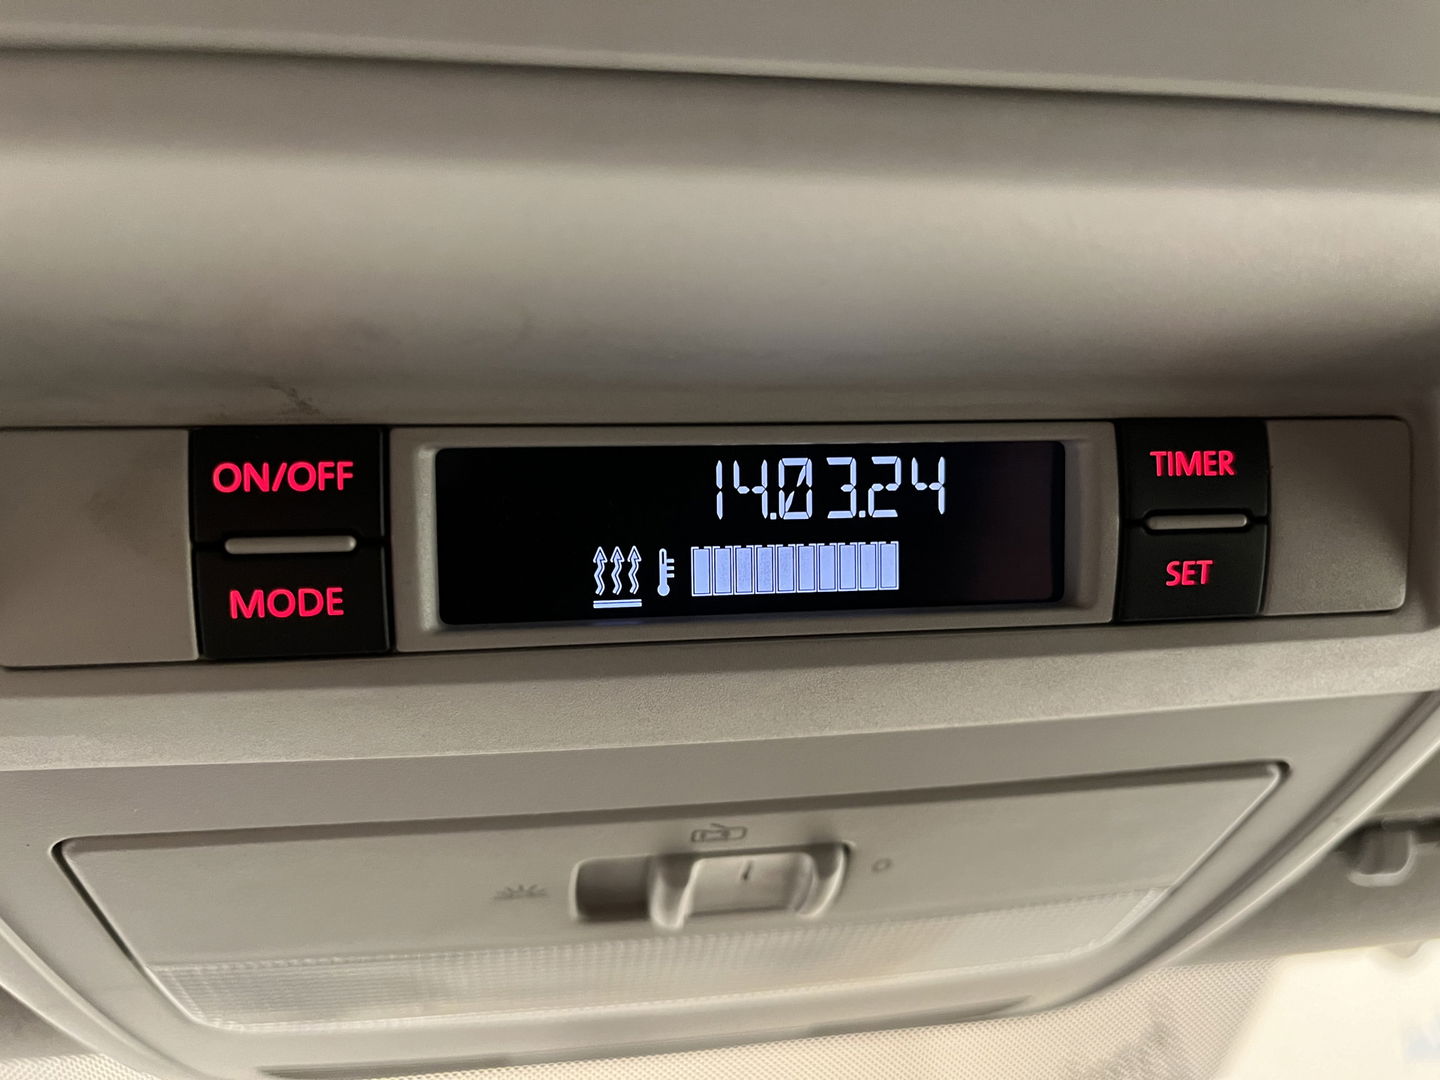 ON/OFF
MODE
14.03.24
TIMER
SET